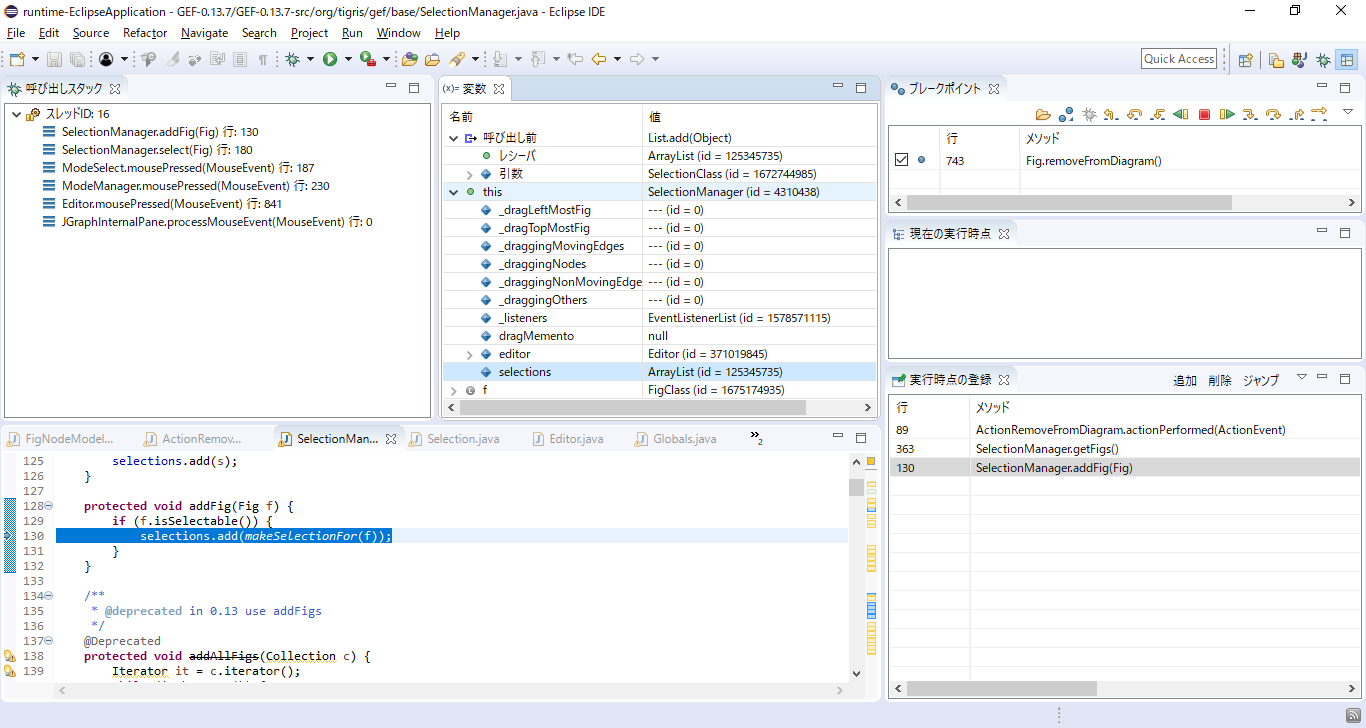 runtime-EclipseApplication - GEF-0.13.7/GEF-0.13.7-src/org/tigris/gef/base/SelectionManager.java - Eclipse IDE
File Edit Source Refactor Navigate Search Project Run Window Help
Quick Access
呼び出しスタック
スレッドID: 16
SelectionManager.addFig(Fig) 行: 130
SelectionManager.select(Fig) 行: 180
ModeSelect.mousePressed(MouseEvent) 行: 187
ModeManager.mousePressed(MouseEvent) 行: 230
Editor.mousePressed(MouseEvent) 行: 841
JGraphInternalPane.processMouseEvent(MouseEvent) 行: 0
(x)= 変数
名前 値
呼び出し前 List.add(Object)
レシーバ ArrayList (id = 125345735)
引数 SelectionClass (id = 1672744985)
this SelectionManager (id = 4310438)
_dragLeftMostFig --- (id = 0)
_dragTopMostFig --- (id = 0)
_draggingMovingEdges --- (id = 0)
_draggingNodes --- (id = 0)
_draggingNonMovingEdge --- (id = 0)
_draggingOthers --- (id = 0)
_listeners EventListenerList (id = 1578571115)
dragMemento null
editor Editor (id = 371019845)
selections ArrayList (id = 125345735)
f FigClass (id = 1675174935)
ブレークポイント
行 メソッド
743 Fig.removeFromDiagram()
現在の実行時点
実行時点の登録 追加 削除 ジャンプ
行 メソッド
89 ActionRemoveFromDiagram.actionPerformed(ActionEvent)
363 SelectionManager.getFigs()
130 SelectionManager.addFig(Fig)
FigNodeModel... ActionRemov... SelectionMan... Selection.java Editor.java Globals.java »2
125 selections.add(s);
126 }
127
128 protected void addFig(Fig f) {
129 if (f.isSelectable()) {
130 selections.add(makeSelectionFor(f));
131 }
132 }
133
134 /**
135 * @deprecated in 0.13 use addFigs
136 */
137 @Deprecated
138 protected void addAllFigs(Collection c) {
139 Iterator it = c.iterator();